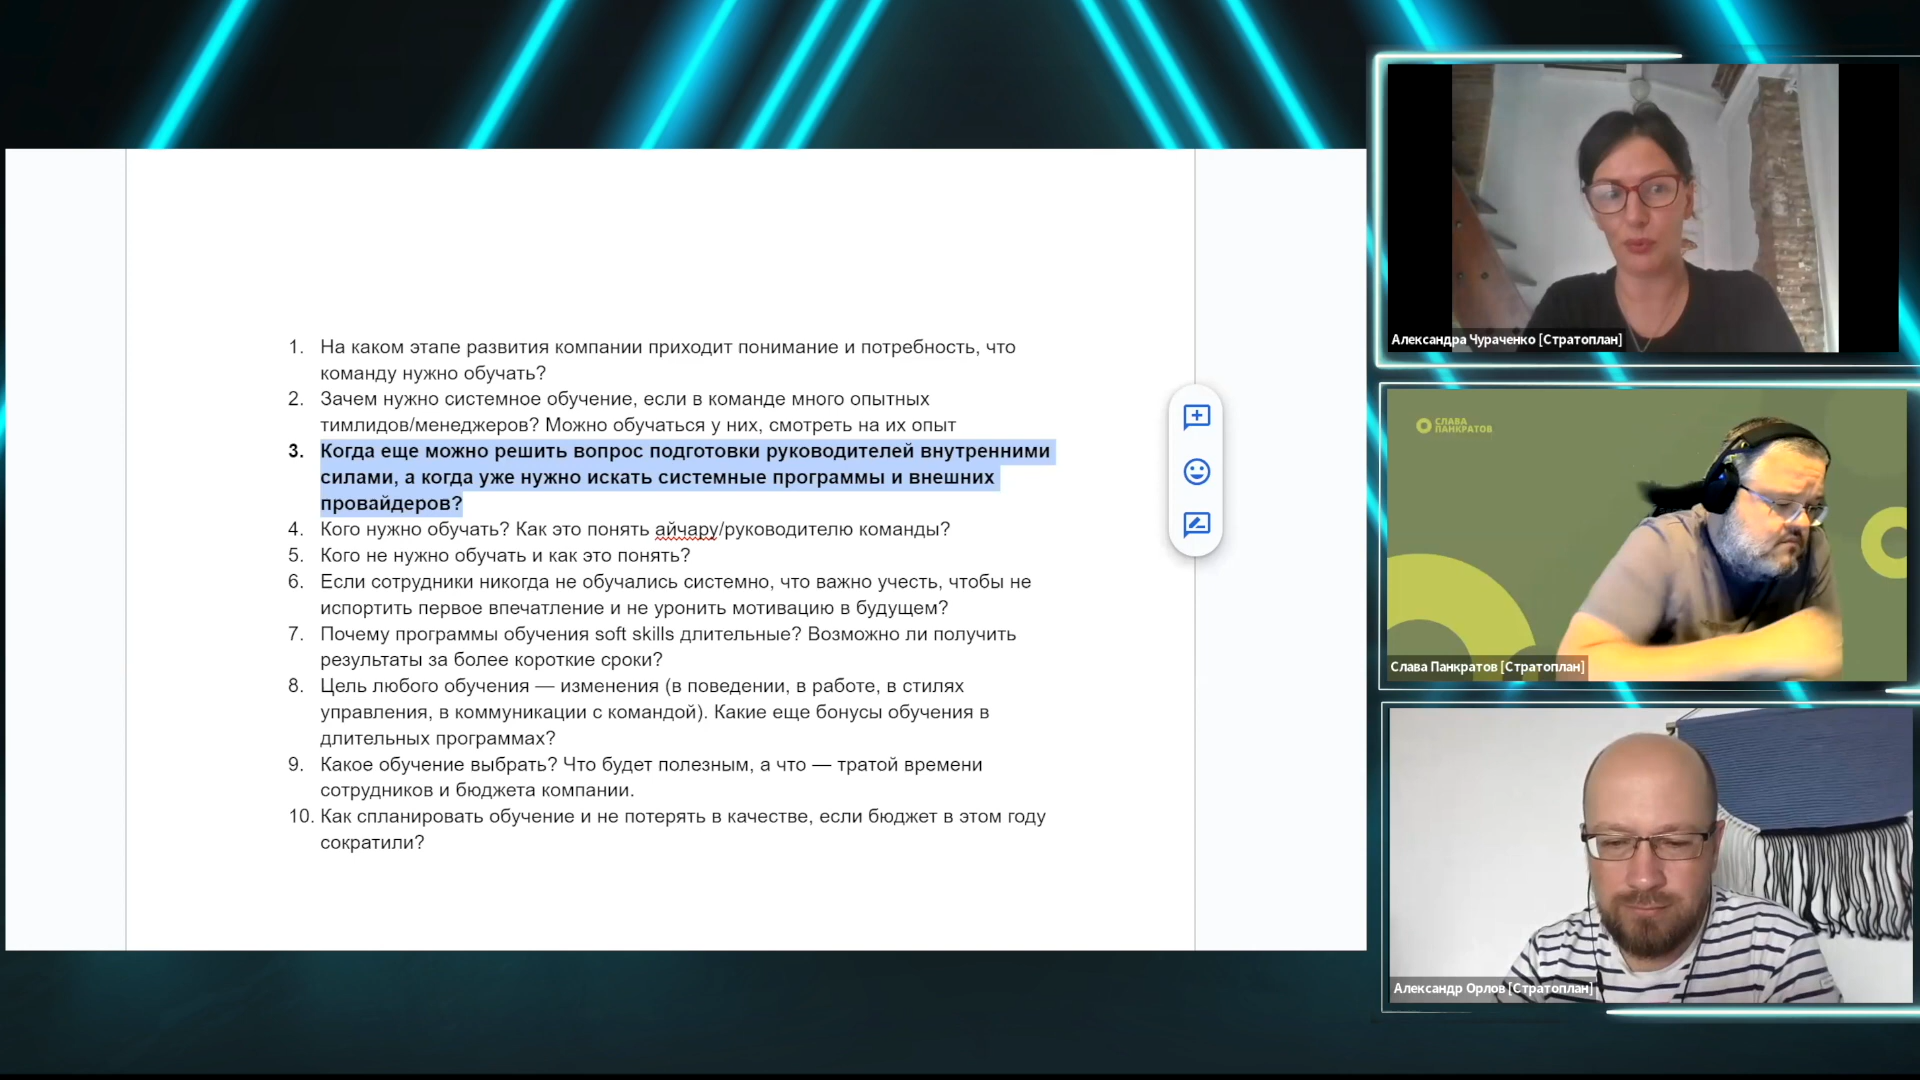 1. На каком этапе развития компании приходит понимание и потребность, что
команду нужно обучать?
2. Зачем нужно системное обучение, если в команде много опытных
тимлидов/менеджеров? Можно обучаться у них, смотреть на их опыт
3. Когда еще можно решить вопрос подготовки руководителей внутренними
силами, а когда уже нужно искать системные программы и внешних
провайдеров?
4. Кого нужно обучать? Как это понять айчару/руководителю команды?
5. Кого не нужно обучать и как это понять?
6. Если сотрудники никогда не обучались системно, что важно учесть, чтобы не
испортить первое впечатление и не уронить мотивацию в будущем?
7. Почему программы обучения soft skills длительные? Возможно ли получить
результаты за более короткие сроки?
8. Цель любого обучения — изменения (в поведении, в работе, в стилях
управления, в коммуникации с командой). Какие еще бонусы обучения в
длительных программах?
9. Какое обучение выбрать? Что будет полезным, а что — тратой времени
сотрудников и бюджета компании.
10. Как спланировать обучение и не потерять в качестве, если бюджет в этом году
сократили?
Александра Чураченко [Стратоплан]
СЛАВА
ПАНКРАТОВ
Слава Панкратов [Стратоплан]
Александр Орлов [Стратоплан]